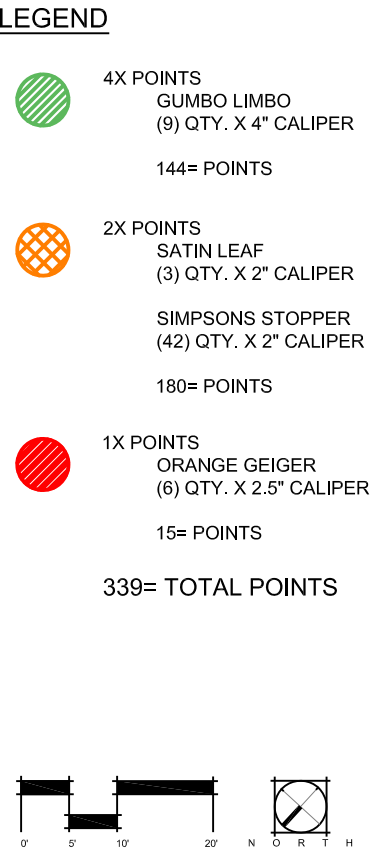 LEGEND
4X POINTS
GUMBO LIMBO
(9) QTY. X 4" CALIPER
144= POINTS
2X POINTS
SATIN LEAF
(3) QTY. X 2" CALIPER
SIMPSONS STOPPER
(42) QTY. X 2" CALIPER
180= POINTS
1X POINTS
ORANGE GEIGER
(6) QTY. X 2.5" CALIPER
15= POINTS
339= TOTAL POINTS
0' 5' 10' 20' N O R T H